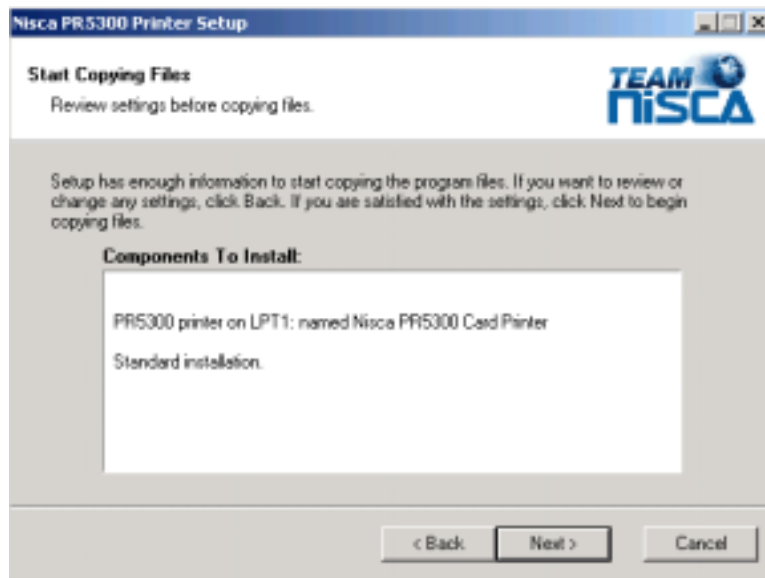 Nisca PR5300 Printer Setup
Start Copying Files
Review settings before copying files.
TEAM
NISCA
Setup has enough information to start copying the program files. If you want to review or
change any settings, click Back. If you are satisfied with the settings, click Next to begin
copying files.
Components To Install:
PR5300 printer on LPT1: named Nisca PR5300 Card Printer
Standard installation.
< Back
Next >
Cancel